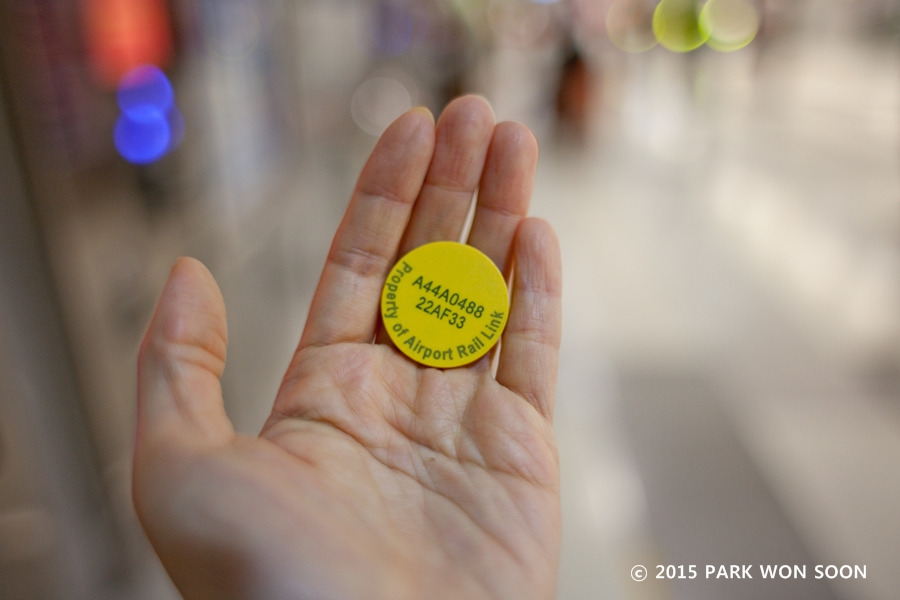 A44A0488
22AF33
Property of Airport Rail Link
© 2015 PARK WON SOON